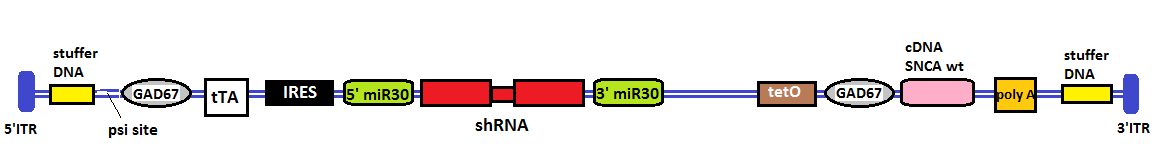 stuffer
DNA
cDNA
SNCA wt
stuffer
DNA
GAD67
tTA
IRES
5' miR30
3' miR30
tetO
GAD67
poly A
5'ITR
psi site
shRNA
3'ITR